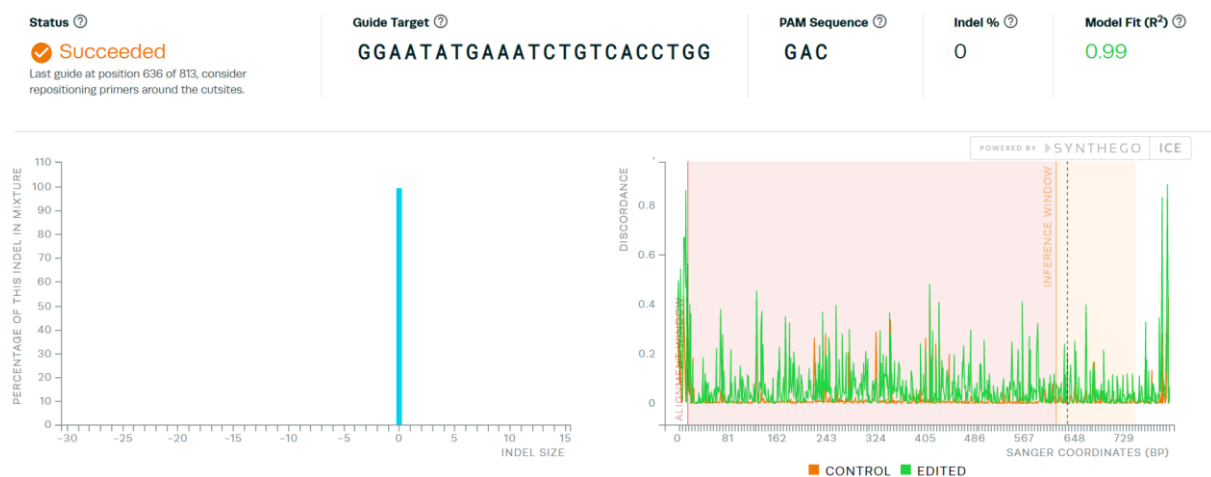 Status
Guide Target
PAM Sequence
Indel %
Model Fit (R²)
Succeeded
GGAATATGAAATCTGTCACCTGG
GAC
0
0.99
Last guide at position 636 of 813, consider
repositioning primers around the cutsites.
POWERED BY SYNTHEGO ICE
PERCENTAGE OF THIS INDEL IN MIXTURE
110
100
90
80
70
60
50
40
30
20
10
0
-30
-25
-20
-15
-10
-5
0
5
10
15
INDEL SIZE
DISCORDANCE
0.8
0.6
0.4
0.2
0
ALIGNMENT WINDOW
INFERENCE WINDOW
0
81
162
243
324
405
486
567
648
729
SANGER COORDINATES (BP)
CONTROL
EDITED